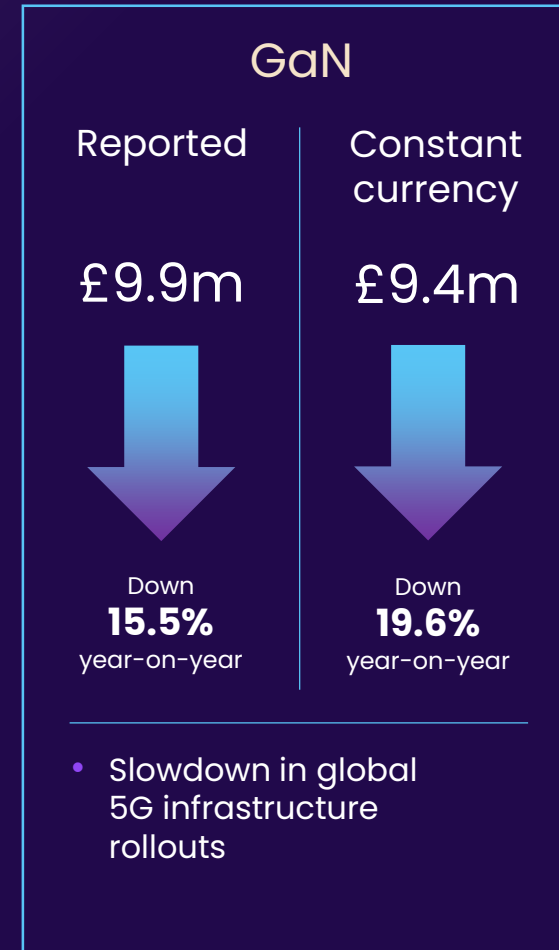 GaN
Reported
£9.9m
Down
15.5%
year-on-year
Constant
currency
£9.4m
Down
19.6%
year-on-year
• Slowdown in global
5G infrastructure
rollouts